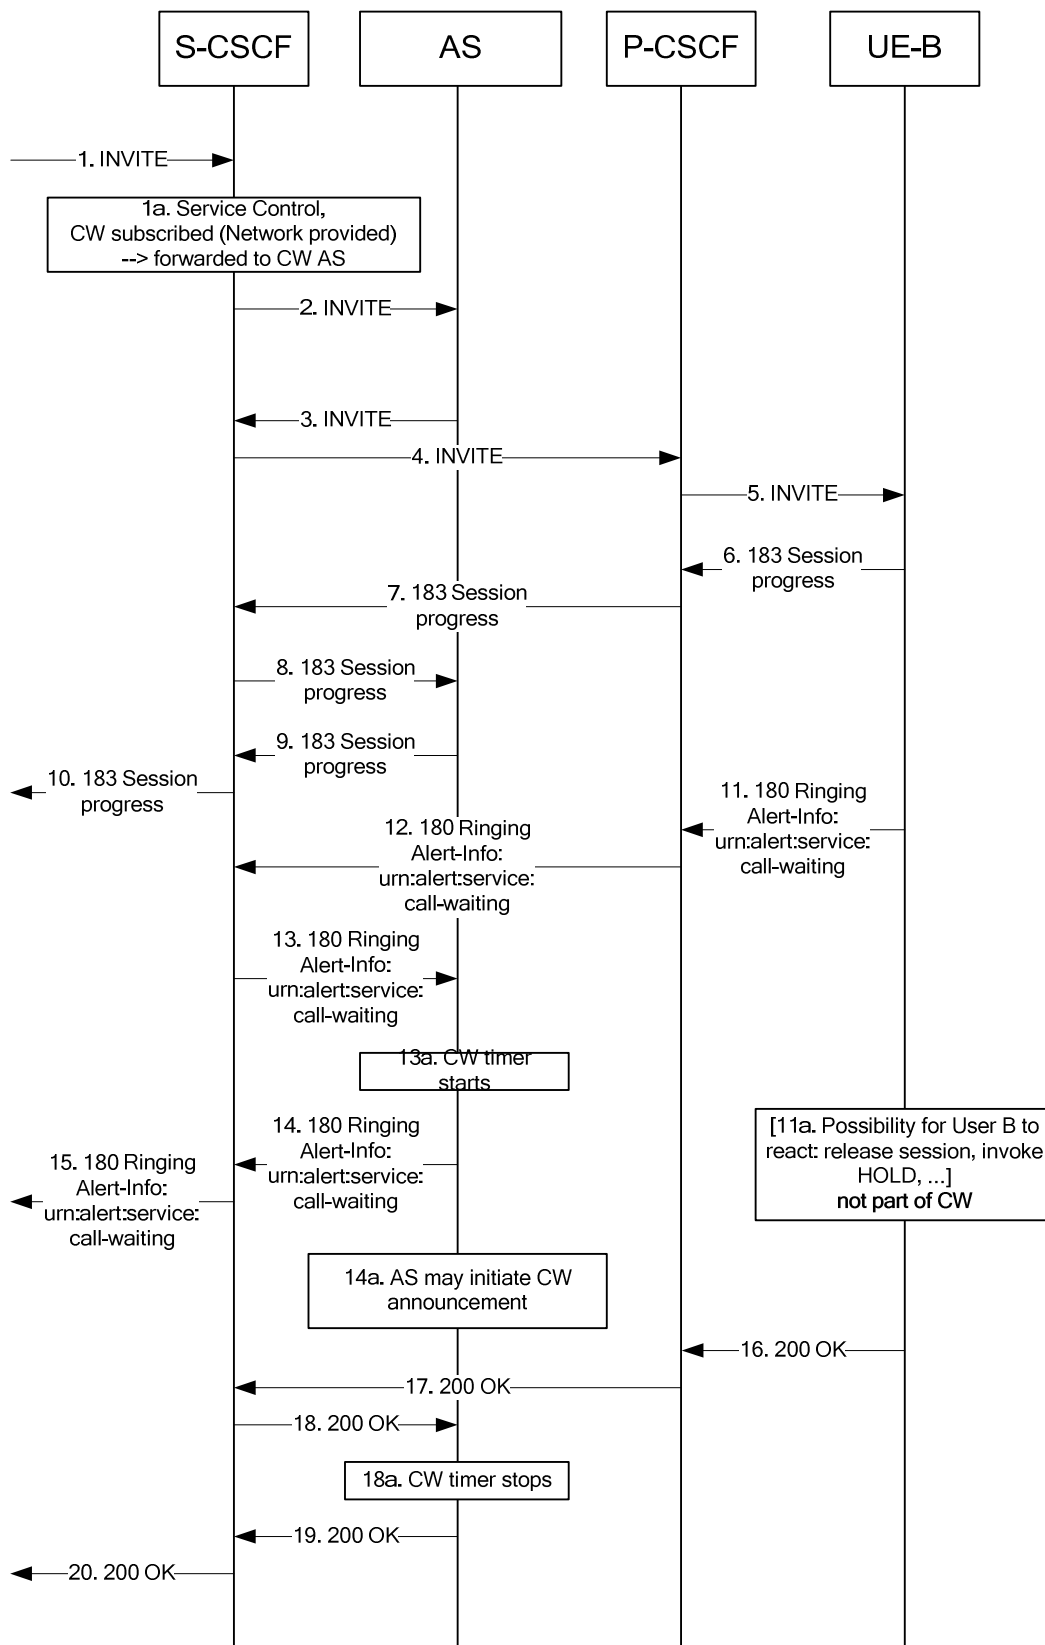 S-CSCF
AS
P-CSCF
UE-B
1. INVITE
1a. Service Control,
CW subscribed (Network provided)
--> forwarded to CW AS
2. INVITE
3. INVITE
4. INVITE
5. INVITE
6. 183 Session
progress
7. 183 Session
progress
8. 183 Session
progress
9. 183 Session
progress
10. 183 Session
progress
11. 180 Ringing
Alert-Info:
urn:alert:service:
call-waiting
12. 180 Ringing
Alert-Info:
urn:alert:service:
call-waiting
13. 180 Ringing
Alert-Info:
urn:alert:service:
call-waiting
13a. CW timer
starts
[11a. Possibility for User B to
react: release session, invoke
HOLD, ...]
not part of CW
14. 180 Ringing
Alert-Info:
urn:alert:service:
call-waiting
15. 180 Ringing
Alert-Info:
urn:alert:service:
call-waiting
14a. AS may initiate CW
announcement
16. 200 OK
17. 200 OK
18. 200 OK
18a. CW timer stops
19. 200 OK
20. 200 OK